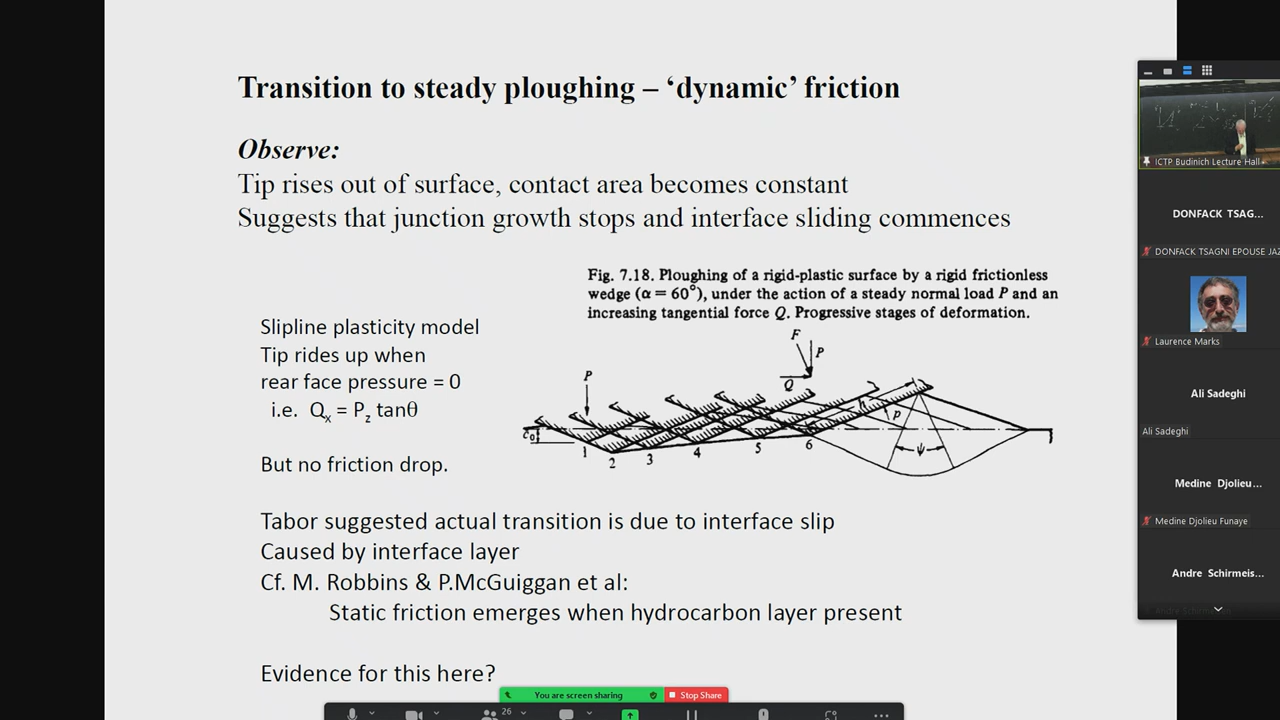 Transition to steady ploughing – ‘dynamic’ friction
Observe:
Tip rises out of surface, contact area becomes constant
Suggests that junction growth stops and interface sliding commences
Fig. 7.18. Ploughing of a rigid-plastic surface by a rigid frictionless
wedge (α = 60°), under the action of a steady normal load P and an
increasing tangential force Q. Progressive stages of deformation.
Slipline plasticity model
Tip rides up when
rear face pressure = 0
i.e. Qx = Pz tanθ
But no friction drop.
F
P
Q
P
h
p
c0
ψ
1 2 3 4 5 6
Tabor suggested actual transition is due to interface slip
Caused by interface layer
Cf. M. Robbins & P.McGuiggan et al:
Static friction emerges when hydrocarbon layer present
Evidence for this here?
You are screen sharing
Stop Share
26
ICTP Budinich Lecture Hall
DONFACK TSAG...
DONFACK TSAGNI EPOUSE JAZ
Laurence Marks
Ali Sadeghi
Ali Sadeghi
Medine Djolieu...
Medine Djolieu Funaye
Andre Schirmeis...